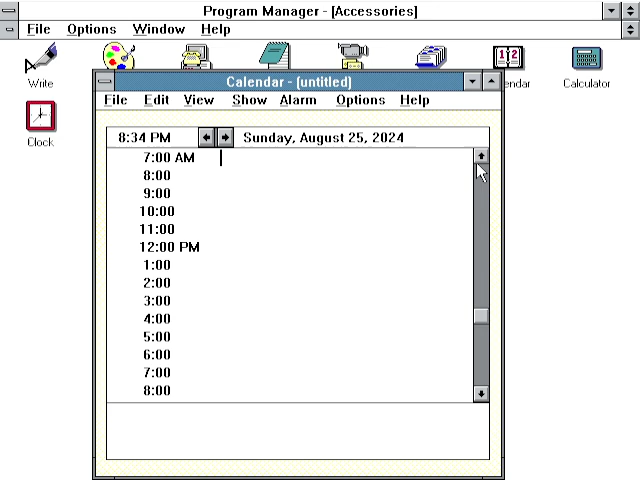 Program Manager - [Accessories]
File Options Window Help
Calendar - [untitled]
File Edit View Show Alarm Options Help
Write
endar
Calculator
Clock
8:34 PM Sunday, August 25, 2024
7:00 AM
8:00
9:00
10:00
11:00
12:00 PM
1:00
2:00
3:00
4:00
5:00
6:00
7:00
8:00